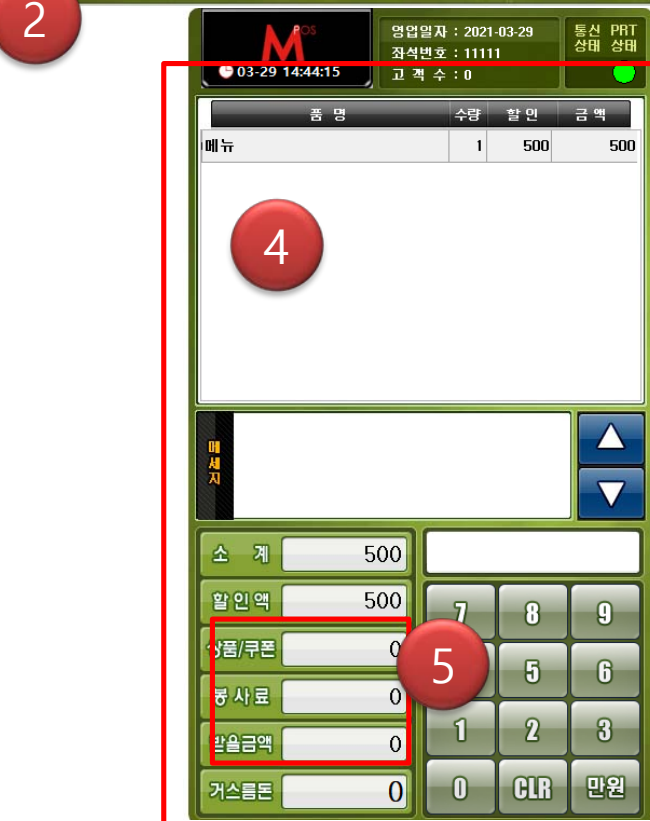 2
M POS
03-29 14:44:15
영업일자 : 2021-03-29
좌석번호 : 11111
고 객 수 : 0
통신 PRT
상태 상태
품 명 수량 할 인 금 액
메뉴 1 500 500
4
메세지
소 계 500
할인액 500
상품/쿠폰 0
봉사료 0
받을금액 0
거스름돈 0
7 8 9
5
5 6
1 2 3
0 CLR 만원